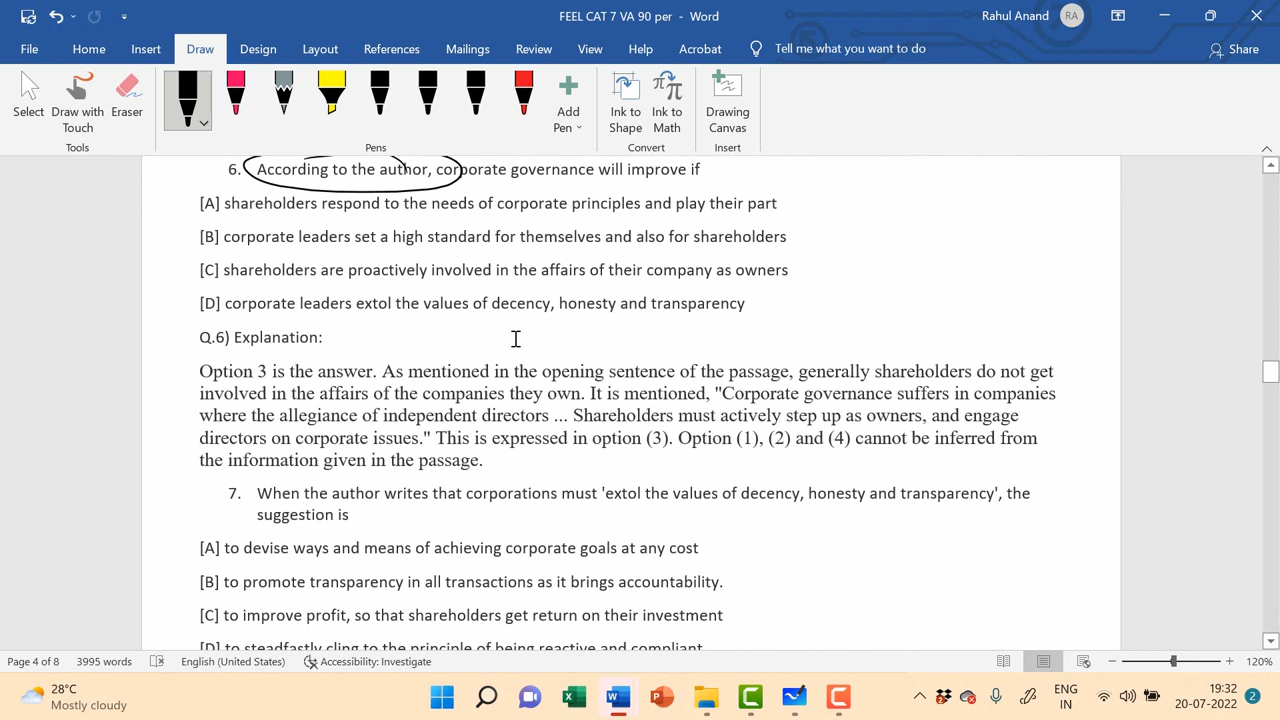 FEEL CAT 7 VA 90 per - Word
Rahul Anand
RA
File Home Insert Draw Design Layout References Mailings Review View Help Acrobat Tell me what you want to do Share
Select
Draw with Touch
Eraser
Add Pen
Ink to Shape
Ink to Math
Drawing Canvas
Tools
Pens
Convert
Insert
6. According to the author, corporate governance will improve if
[A] shareholders respond to the needs of corporate principles and play their part
[B] corporate leaders set a high standard for themselves and also for shareholders
[C] shareholders are proactively involved in the affairs of their company as owners
[D] corporate leaders extol the values of decency, honesty and transparency
Q.6) Explanation:
Option 3 is the answer. As mentioned in the opening sentence of the passage, generally shareholders do not get
involved in the affairs of the companies they own. It is mentioned, "Corporate governance suffers in companies
where the allegiance of independent directors ... Shareholders must actively step up as owners, and engage
directors on corporate issues." This is expressed in option (3). Option (1), (2) and (4) cannot be inferred from
the information given in the passage.
7. When the author writes that corporations must 'extol the values of decency, honesty and transparency', the
suggestion is
[A] to devise ways and means of achieving corporate goals at any cost
[B] to promote transparency in all transactions as it brings accountability.
[C] to improve profit, so that shareholders get return on their investment
[D] to steadfastly cling to the principle of being reactive and compliant
Page 4 of 8 3995 words English (United States) Accessibility: Investigate 120%
28°C
Mostly cloudy
ENG
IN
19:32
20-07-2022
2